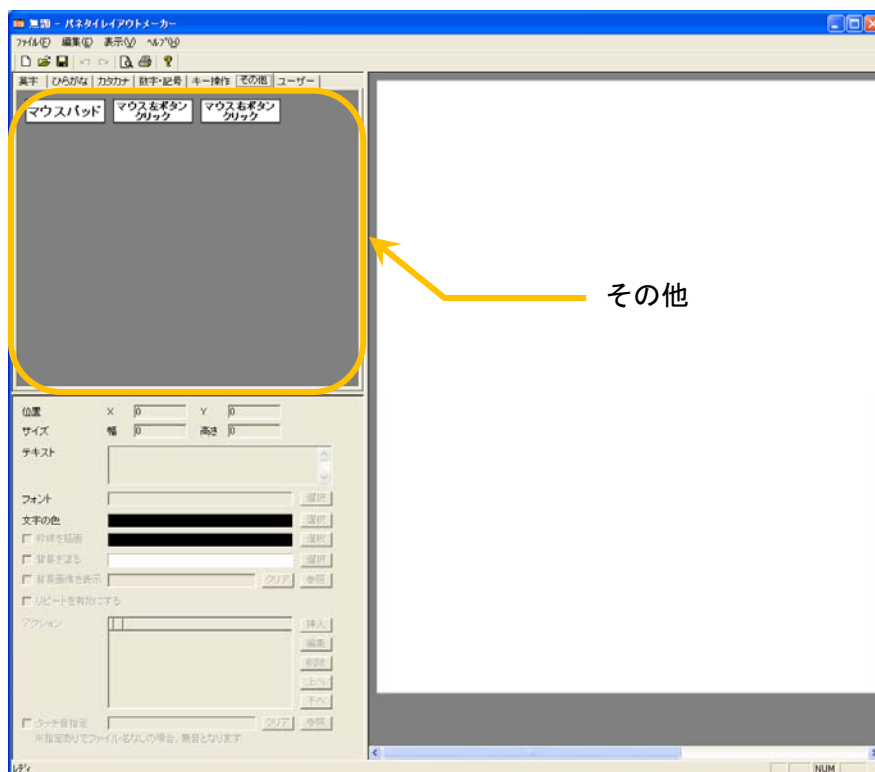 無題 - パネタイレイアウトメーカー
ファイル(F) 編集(E) 表示(V) ヘルプ(H)
英字 ひらがな カタカナ 数字・記号 キー操作 その他 ユーザー
マウスパッド マウス左ボタン クリック マウス右ボタン クリック
その他
位置 X 0 Y 0
サイズ 幅 0 高さ 0
テキスト
フォント 選択
文字の色 選択
枠線を描画 選択
背景を塗る 選択
背景画像を表示 クリア 参照
リピートを有効にする
アクション 挿入
編集
削除
上へ
下へ
タッチ音指定 クリア 参照
※指定ありでファイル名なしの場合、無音となります
レディ NUM